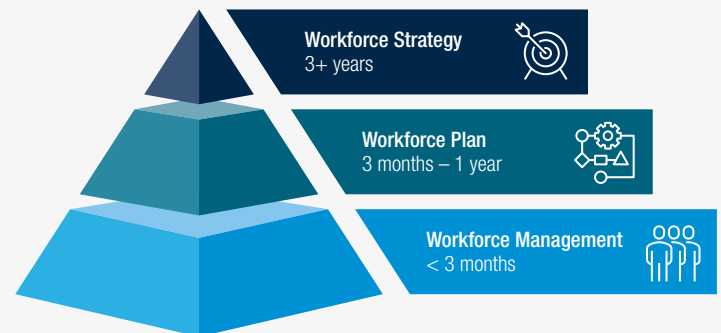 Workforce Strategy
3+ years
Workforce Plan
3 months – 1 year
Workforce Management
< 3 months